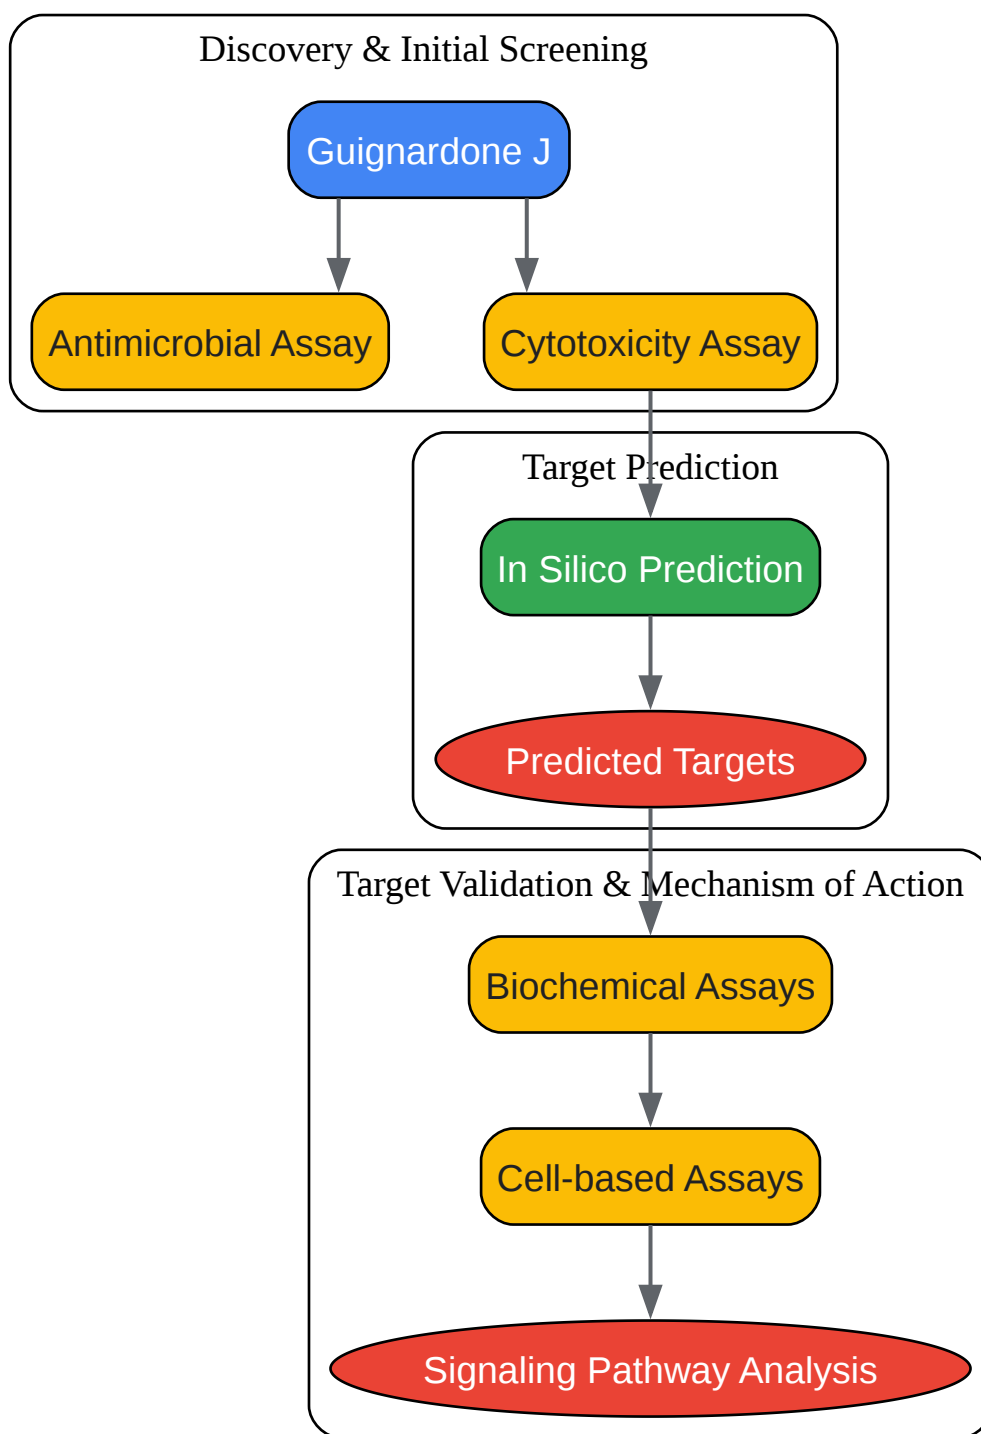 Discovery & Initial Screening
Guignardone J
Antimicrobial Assay
Cytotoxicity Assay
Target Prediction
In Silico Prediction
Predicted Targets
Target Validation & Mechanism of Action
Biochemical Assays
Cell-based Assays
Signaling Pathway Analysis